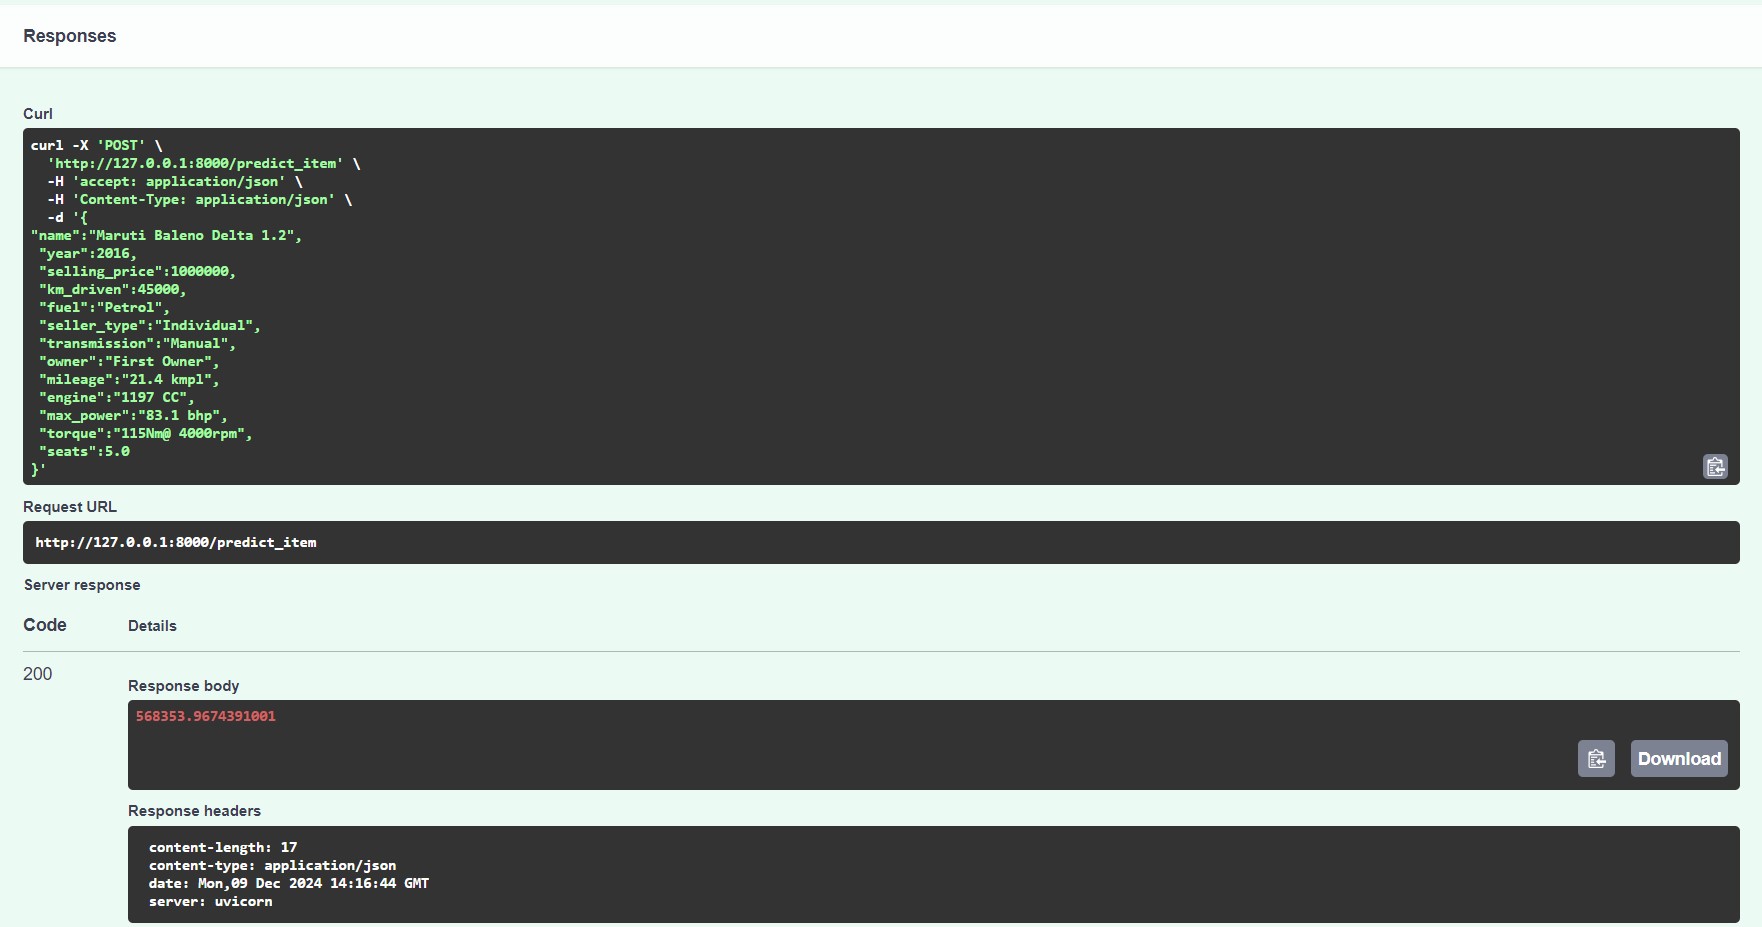 Responses
Curl
curl -X 'POST' \
  'http://127.0.0.1:8000/predict_item' \
  -H 'accept: application/json' \
  -H 'Content-Type: application/json' \
  -d '{
"name":"Maruti Baleno Delta 1.2",
 "year":2016,
 "selling_price":1000000,
 "km_driven":45000,
 "fuel":"Petrol",
 "seller_type":"Individual",
 "transmission":"Manual",
 "owner":"First Owner",
 "mileage":"21.4 kmpl",
 "engine":"1197 CC",
 "max_power":"83.1 bhp",
 "torque":"115Nm@ 4000rpm",
 "seats":5.0
}'
Request URL
http://127.0.0.1:8000/predict_item
Server response
Code Details
200
Response body
568353.9674391001
Download
Response headers
content-length: 17
content-type: application/json
date: Mon,09 Dec 2024 14:16:44 GMT
server: uvicorn